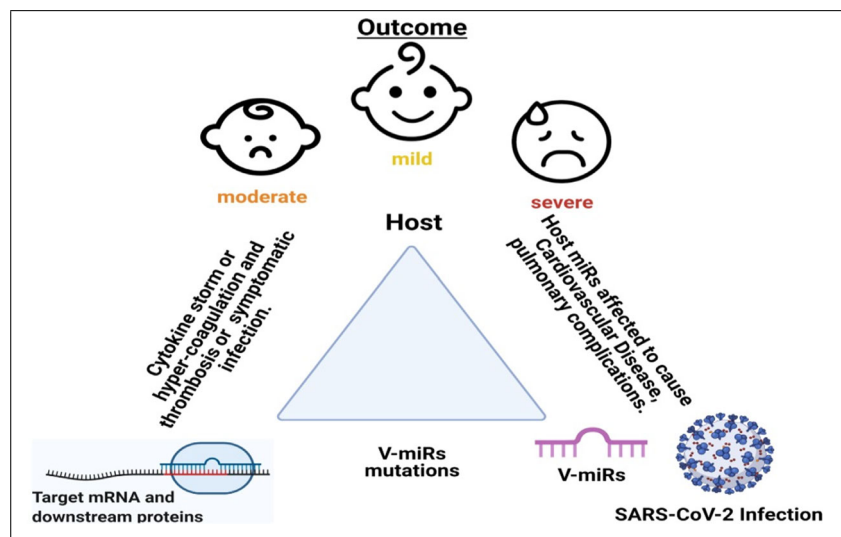 Outcome
mild
moderate
severe
Host
Cytokine storm or
hyper-coagulation and
thrombosis or symptomatic
infection.
Host miRs affected to cause
Cardiovascular Disease,
pulmonary complications.
V-miRs
mutations
V-miRs
Target mRNA and
downstream proteins
SARS-CoV-2 Infection